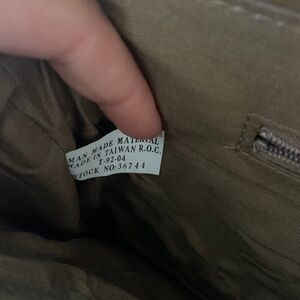 MAN MADE MATERIAL
MADE IN TAIWAN R.O.C.
T-92-04
STOCK NO:36744